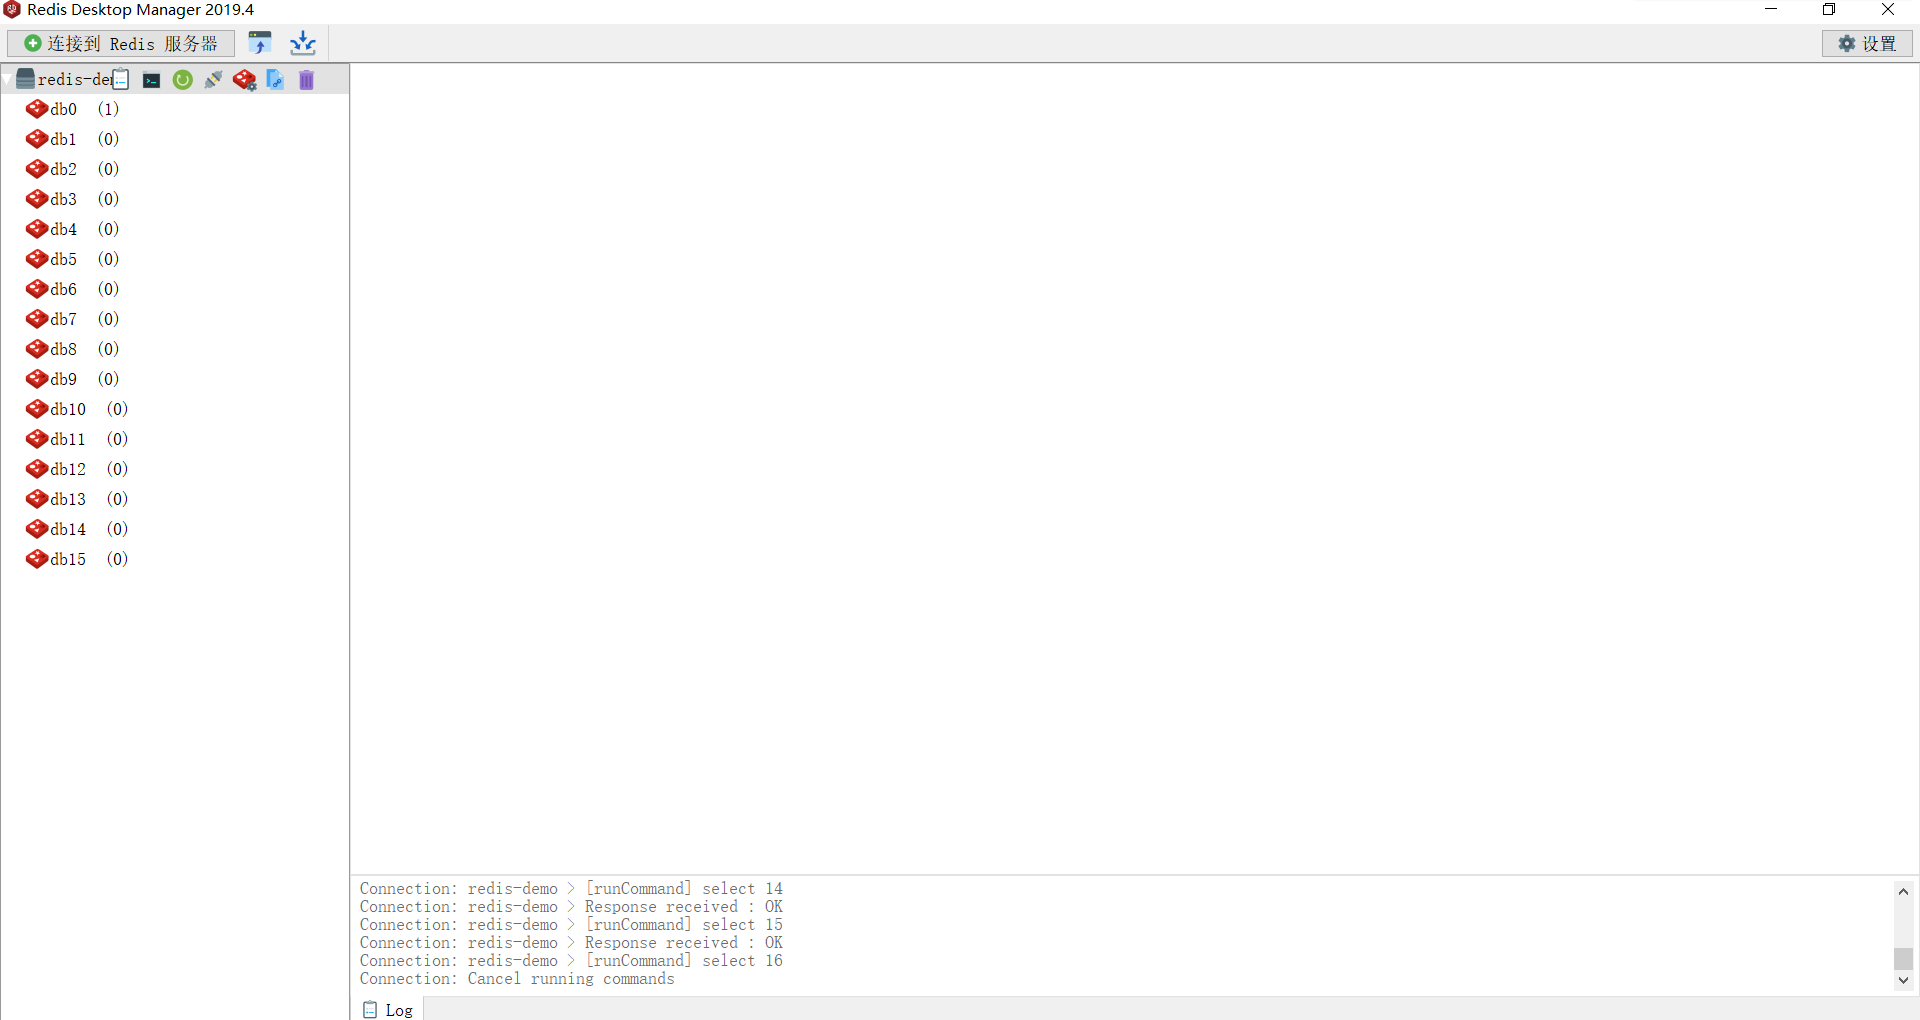 Redis Desktop Manager 2019.4
连接到 Redis 服务器
设置
redis-de
db0 (1)
db1 (0)
db2 (0)
db3 (0)
db4 (0)
db5 (0)
db6 (0)
db7 (0)
db8 (0)
db9 (0)
db10 (0)
db11 (0)
db12 (0)
db13 (0)
db14 (0)
db15 (0)
Connection: redis-demo > [runCommand] select 14
Connection: redis-demo > Response received : OK
Connection: redis-demo > [runCommand] select 15
Connection: redis-demo > Response received : OK
Connection: redis-demo > [runCommand] select 16
Connection: Cancel running commands
Log